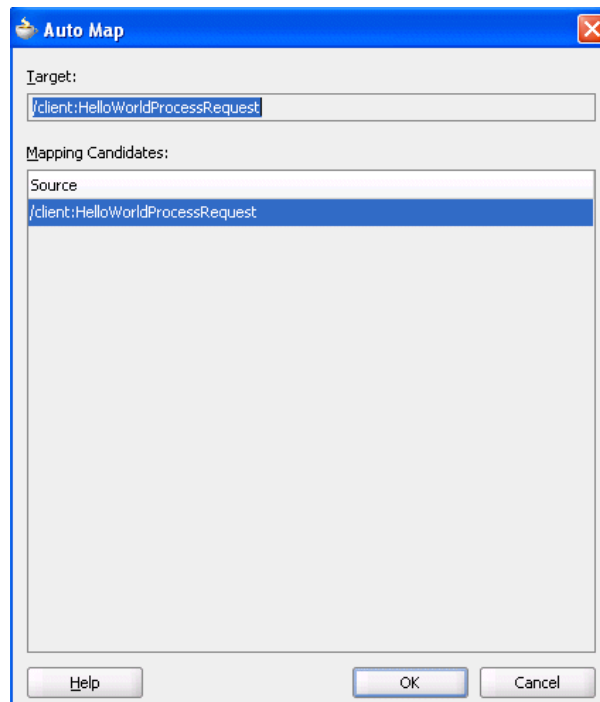 Auto Map
Target:
/client:HelloWorldProcessRequest
Mapping Candidates:
Source
/client:HelloWorldProcessRequest
Help
OK
Cancel